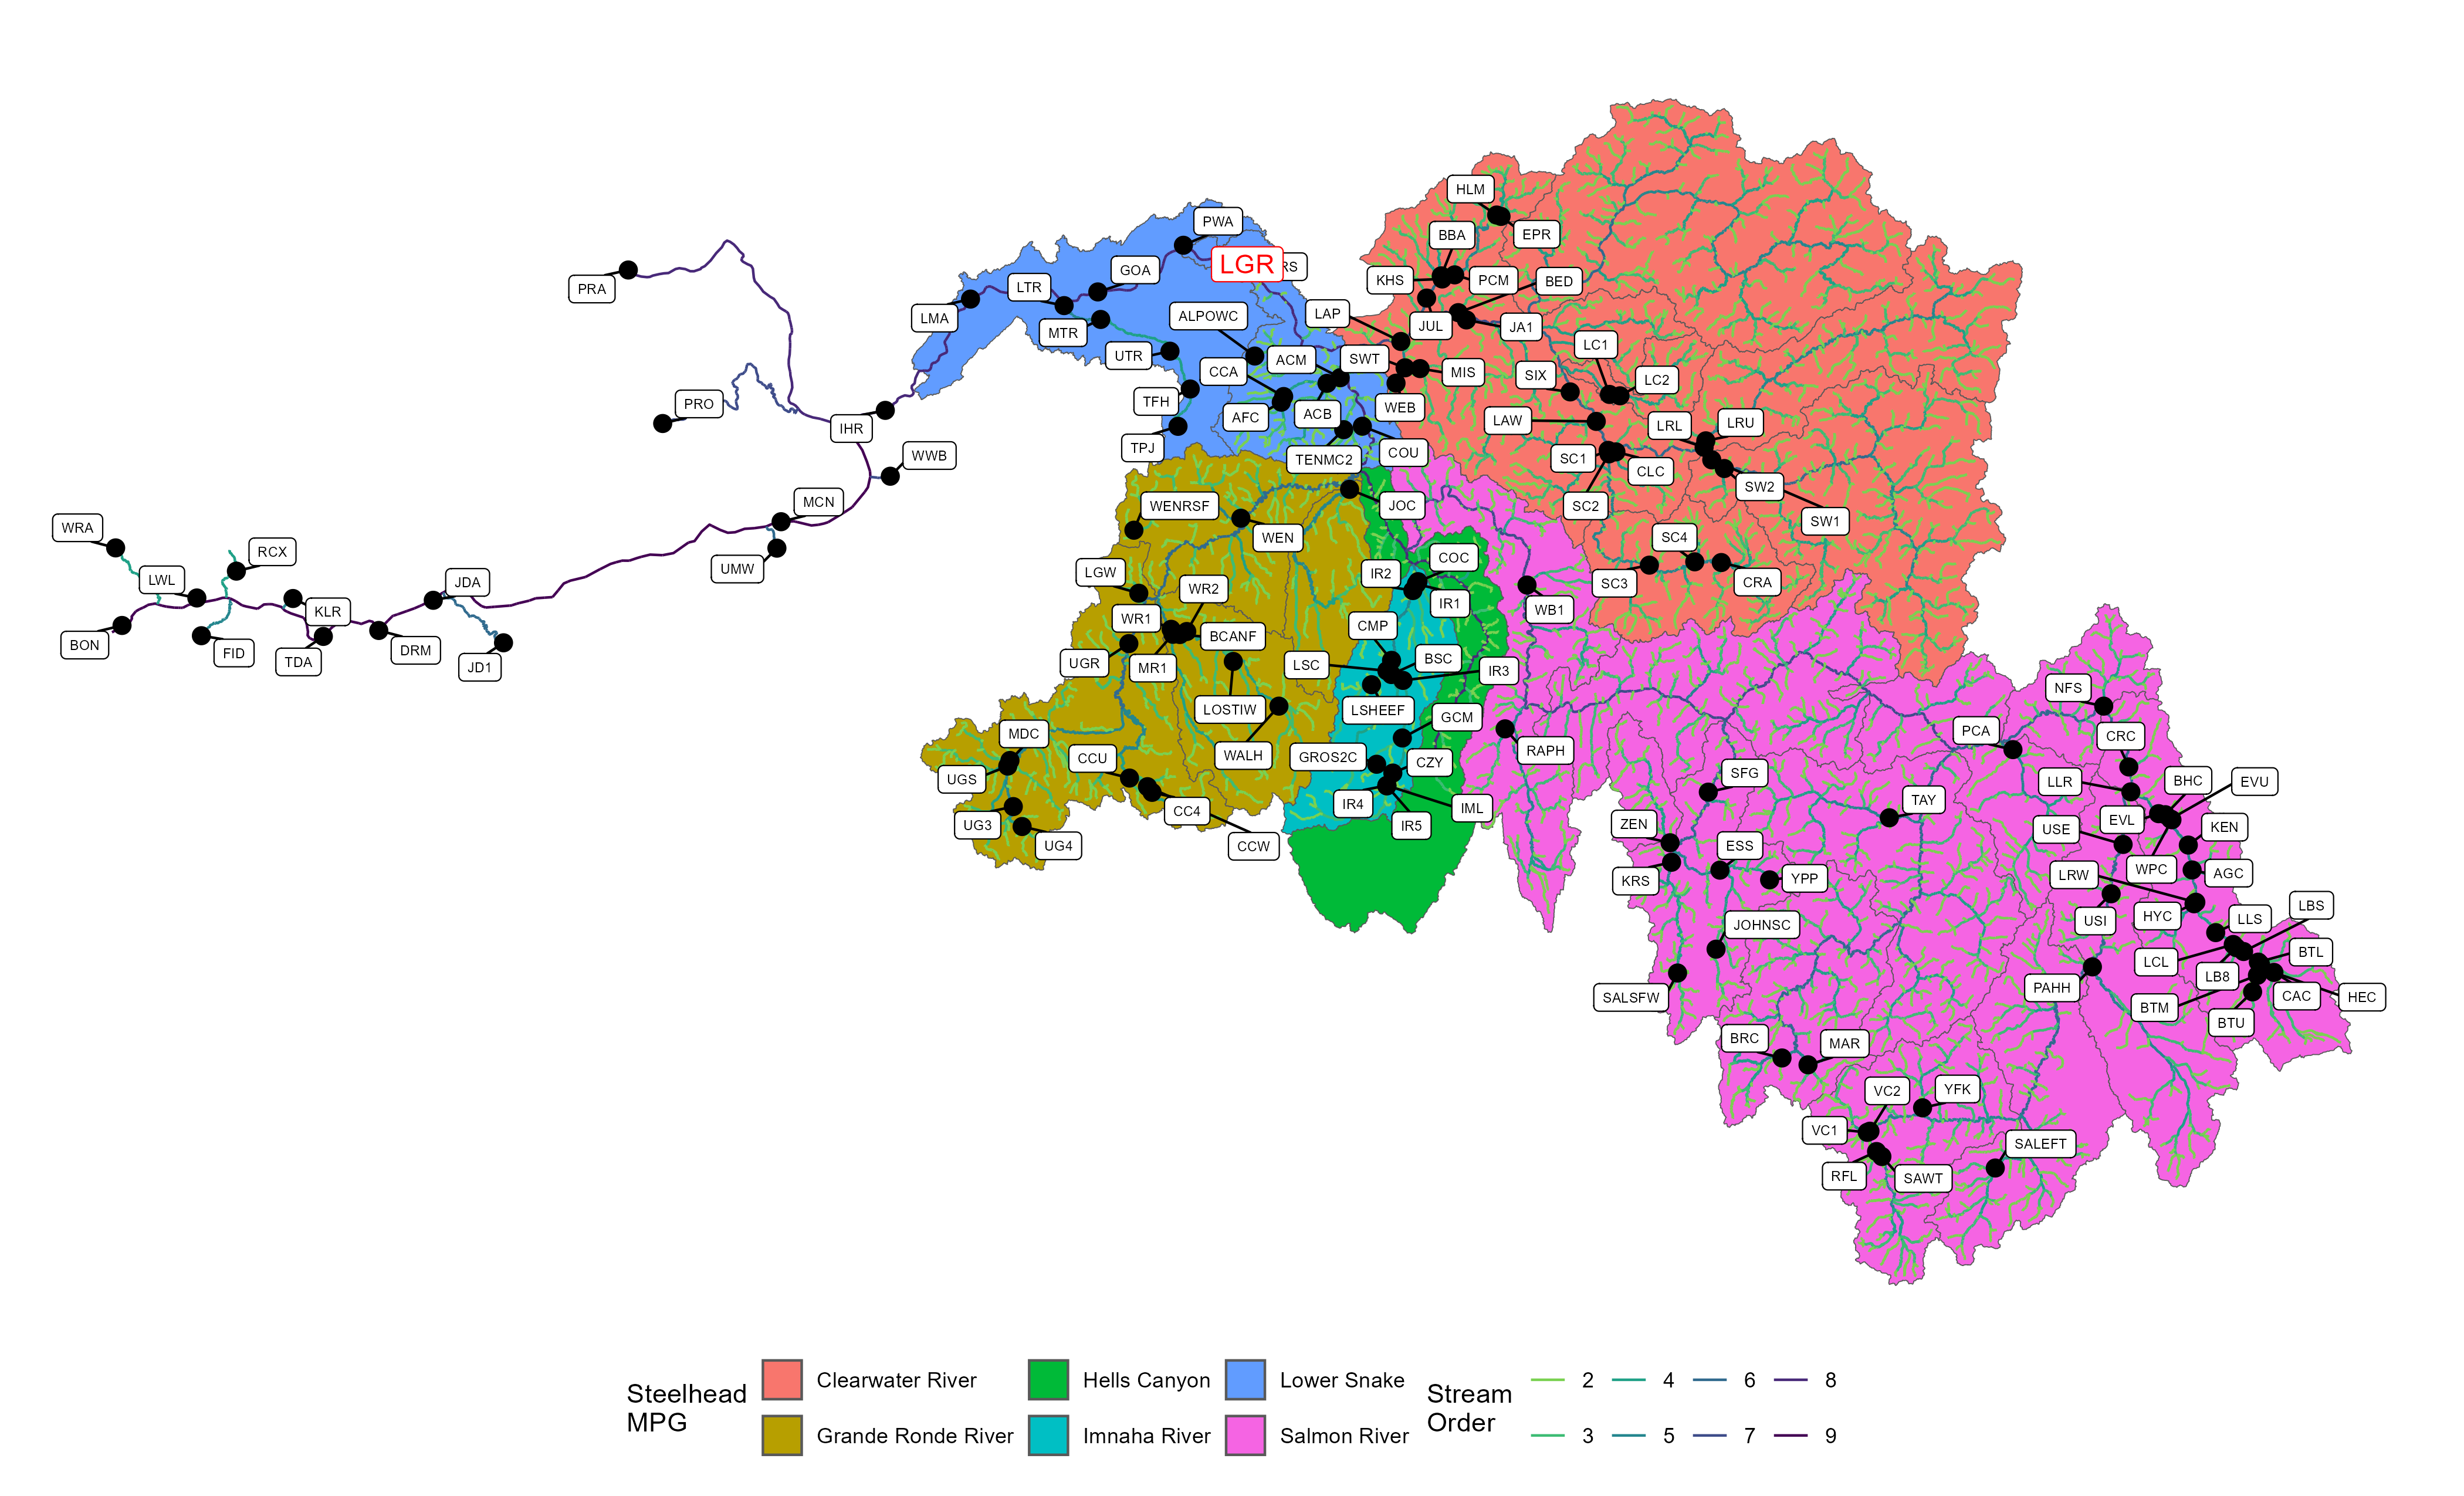 HLM
PWA
BBA
EPR
LGR
RS
GOA
PRA
LTR
KHS
PCM
BED
LMA
ALPOWC
LAP
MTR
JUL
JA1
UTR
ACM
SWT
LC1
CCA
MIS
SIX
LC2
PRO
TFH
AFC
ACB
WEB
LAW
LRL
LRU
IHR
TPJ
TENMC2
COU
WWB
SC1
CLC
SW2
MCN
WENRSF
JOC
SC2
SW1
WRA
RCX
WEN
SC4
UMW
LGW
IR2
COC
SC3
CRA
LWL
JDA
KLR
WR2
IR1
WB1
WR1
CMP
BON
FID
TDA
DRM
JD1
UGR
MR1
BCANF
LSC
BSC
IR3
NFS
LOSTIW
LSHEEF
GCM
MDC
CCU
WALH
GROS2C
CZY
RAPH
PCA
CRC
UGS
SFG
LLR
BHC
EVU
UG3
CC4
IR4
IML
TAY
IR5
ZEN
USE
EVL
KEN
UG4
CCW
ESS
KRS
YPP
LRW
WPC
AGC
JOHNSC
USI
HYC
LLS
LBS
SALSFW
PAHH
LCL
LB8
BTL
BTM
CAC
HEC
BTU
BRC
MAR
VC2
YFK
VC1
SALEFT
RFL
SAWT
Steelhead
MPG
Clearwater River
Hells Canyon
Lower Snake
Grande Ronde River
Imnaha River
Salmon River
Stream
Order
2
4
6
8
3
5
7
9